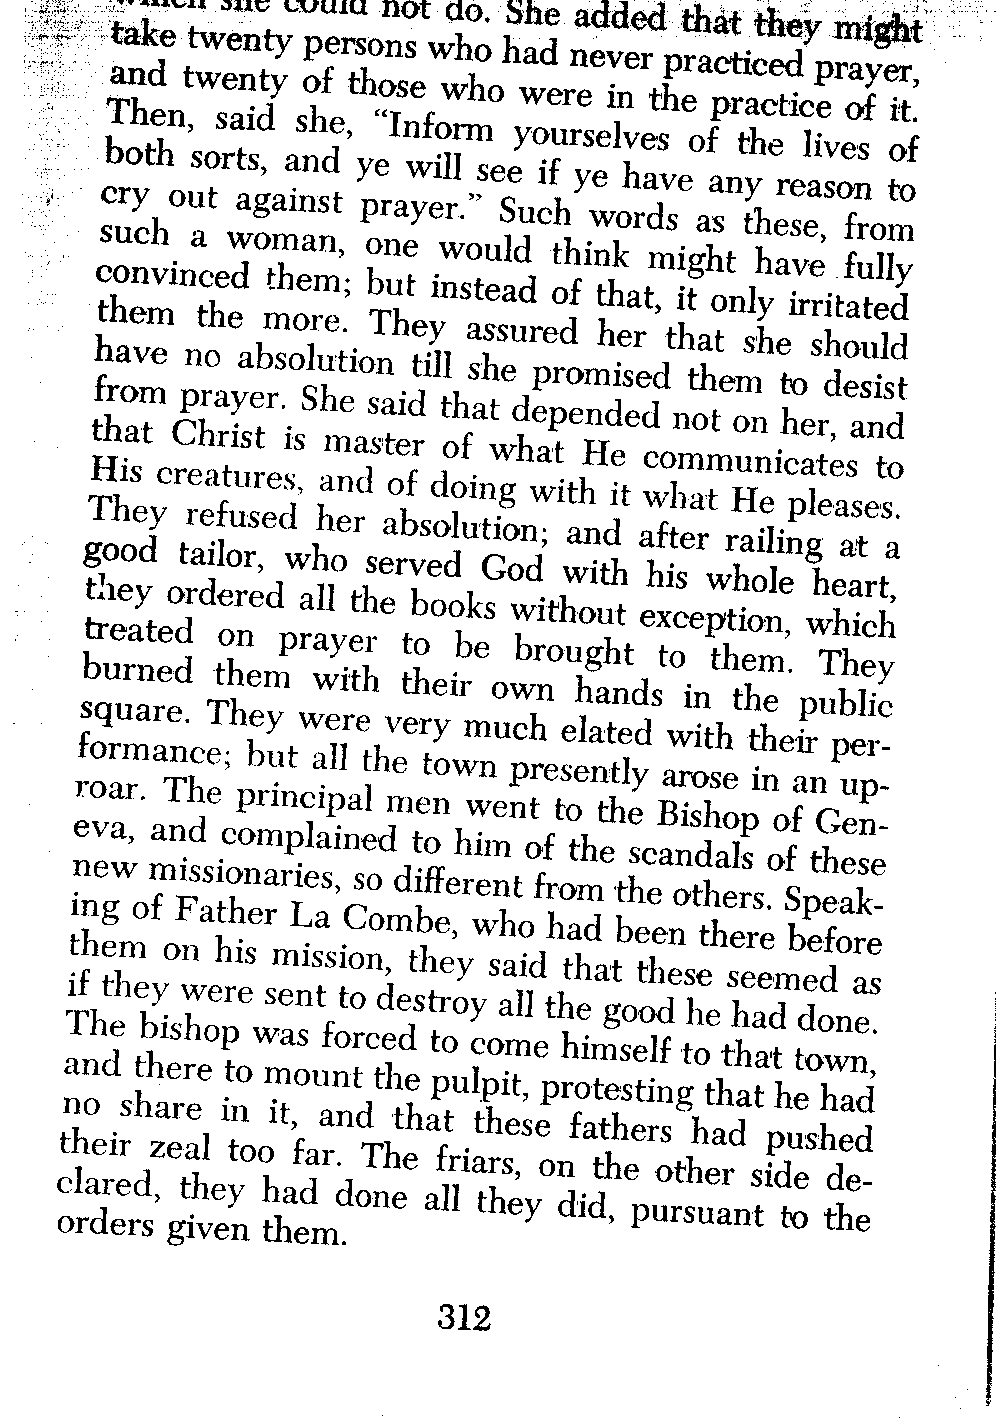 which she could not do. She added that they might
take twenty persons who had never practiced prayer,
and twenty of those who were in the practice of it.
Then, said she, “Inform yourselves of the lives of
both sorts, and ye will see if ye have any reason to
cry out against prayer.” Such words as these, from
such a woman, one would think might have fully
convinced them; but instead of that, it only irritated
them the more. They assured her that she should
have no absolution till she promised them to desist
from prayer. She said that depended not on her, and
that Christ is master of what He communicates to
His creatures, and of doing with it what He pleases.
They refused her absolution; and after railing at a
good tailor, who served God with his whole heart,
they ordered all the books without exception, which
treated on prayer to be brought to them. They
burned them with their own hands in the public
square. They were very much elated with their per-
formance; but all the town presently arose in an up-
roar. The principal men went to the Bishop of Gen-
eva, and complained to him of the scandals of these
new missionaries, so different from the others. Speak-
ing of Father La Combe, who had been there before
them on his mission, they said that these seemed as
if they were sent to destroy all the good he had done.
The bishop was forced to come himself to that town,
and there to mount the pulpit, protesting that he had
no share in it, and that these fathers had pushed
their zeal too far. The friars, on the other side de-
clared, they had done all they did, pursuant to the
orders given them.
312